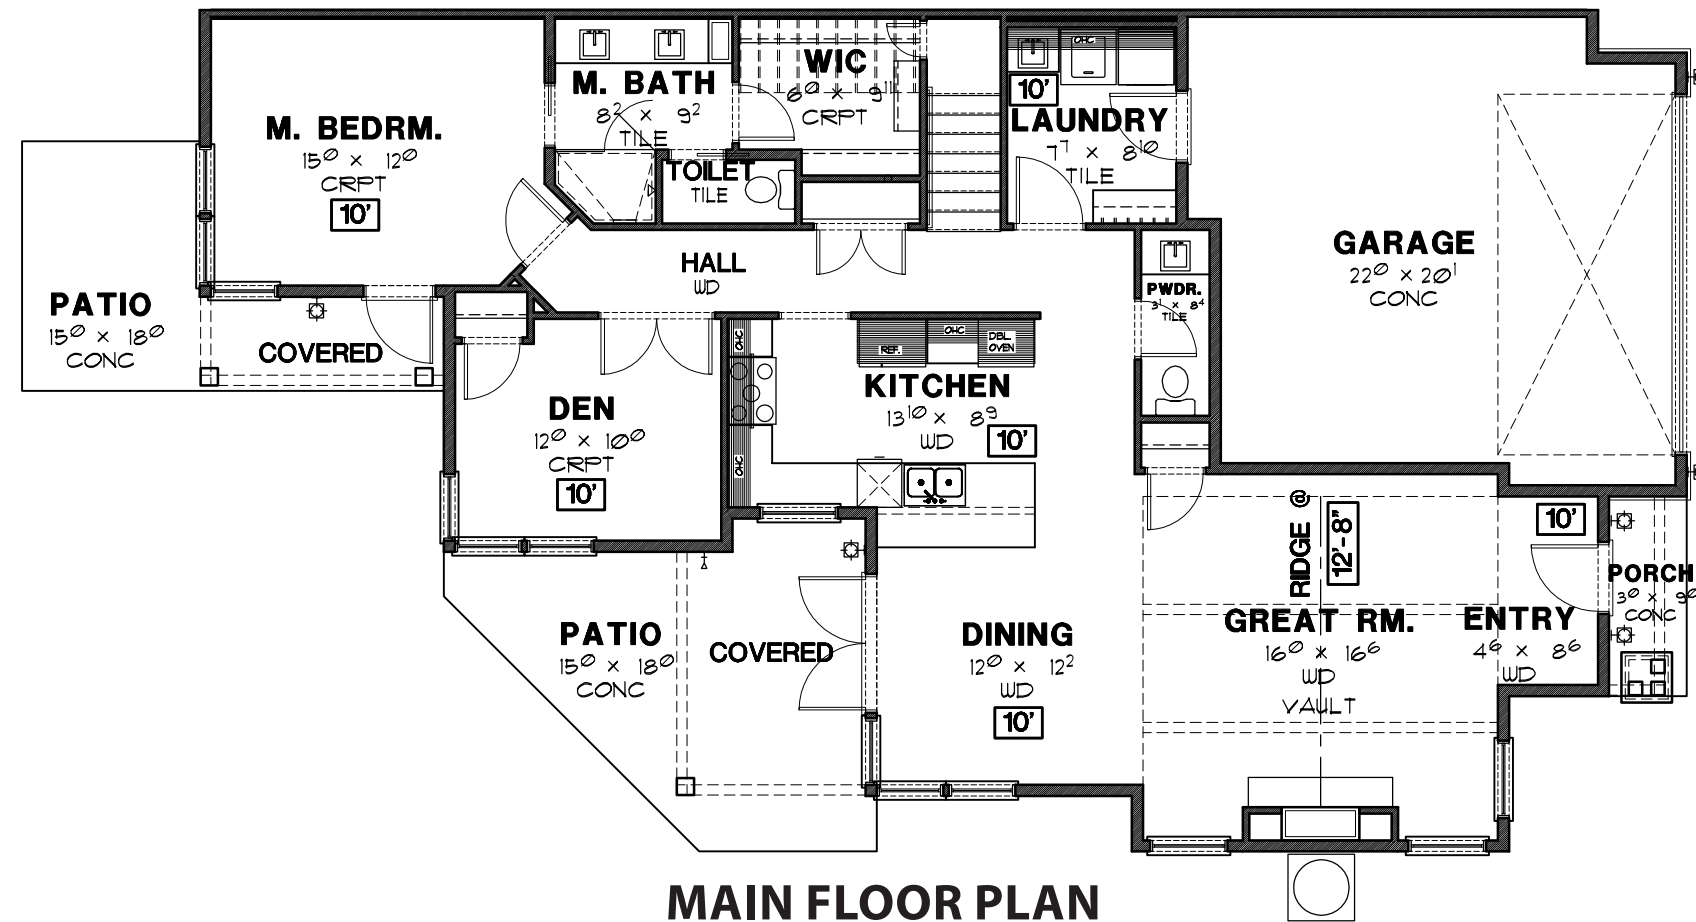 M. BEDRM.
15⁰ x 12⁰
CRPT
10'
M. BATH
8² x 9²
TILE
WIC
6⁰ x 9¹¹
CRPT
TOILET
TILE
OHC
10'
LAUNDRY
7⁷ x 8¹⁰
TILE
GARAGE
22⁰ x 20¹
CONC
PATIO
15⁰ x 18⁰
CONC
COVERED
HALL
WD
PWDR.
3¹ x 8⁴
TILE
DEN
12⁰ x 10⁰
CRPT
10'
OHC
OHC
REF.
OHC
DBL.
OVEN
KITCHEN
13¹⁰ x 8⁹
WD
10'
PATIO
15⁰ x 18⁰
CONC
COVERED
DINING
12⁰ x 12²
WD
10'
RIDGE @
12'-8"
GREAT RM.
16⁰ x 16⁶
WD
VAULT
10'
ENTRY
4⁶ x 8⁶
WD
PORCH
3⁰ x 9⁰
CONC
MAIN FLOOR PLAN